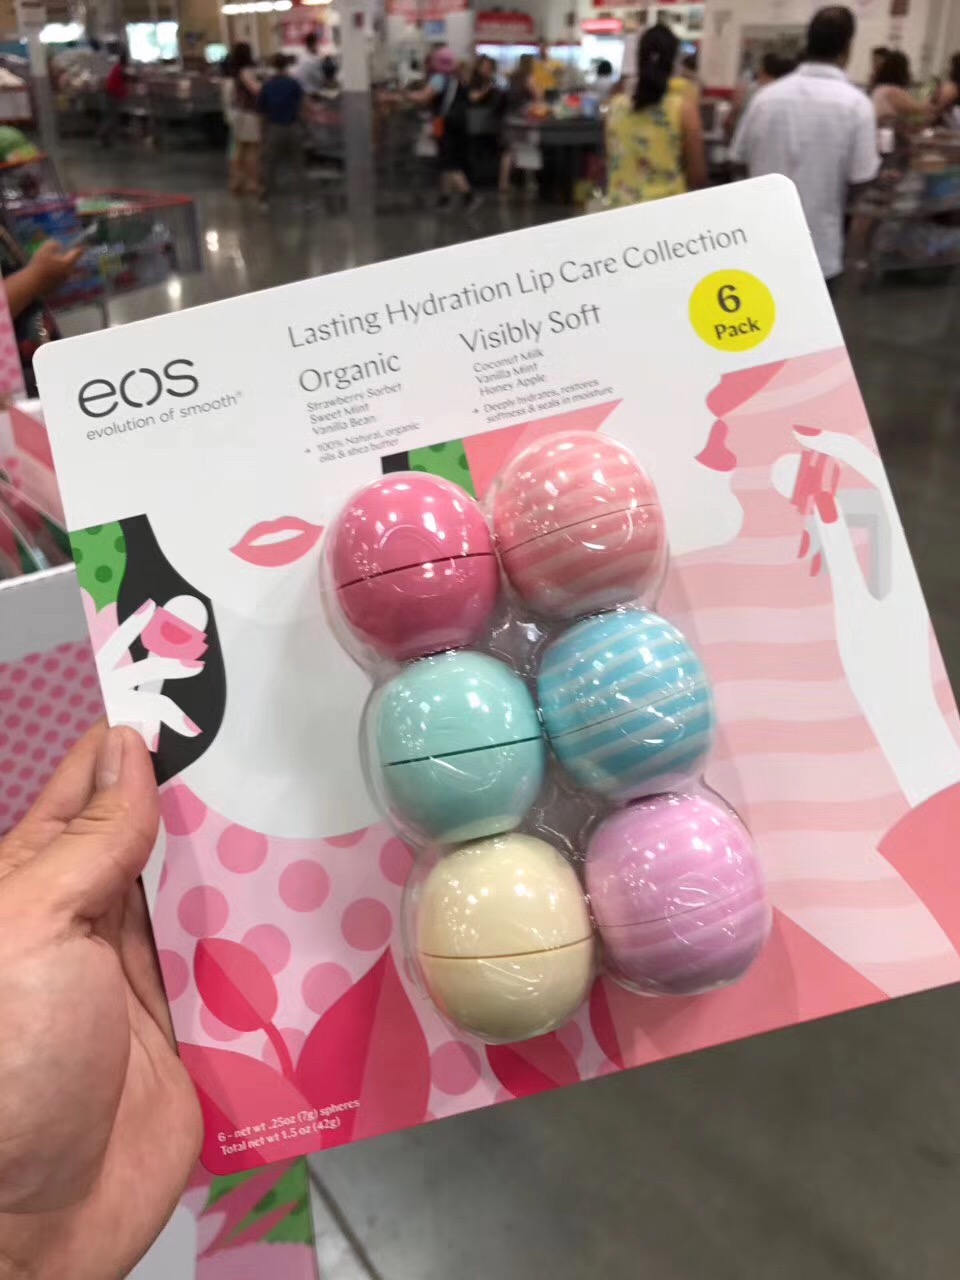 Lasting Hydration Lip Care Collection
eos
evolution of smooth®
Organic
Strawberry Sorbet
Sweet Mint
Vanilla Bean
+ 100% Natural, organic
oils & shea butter
Visibly Soft
Coconut Milk
Vanilla Mint
Honey Apple
+ Deeply hydrates, restores
softness & seals in moisture
6
Pack
6 - net wt .25oz (7g) spheres
Total net wt 1.5 oz (42g)